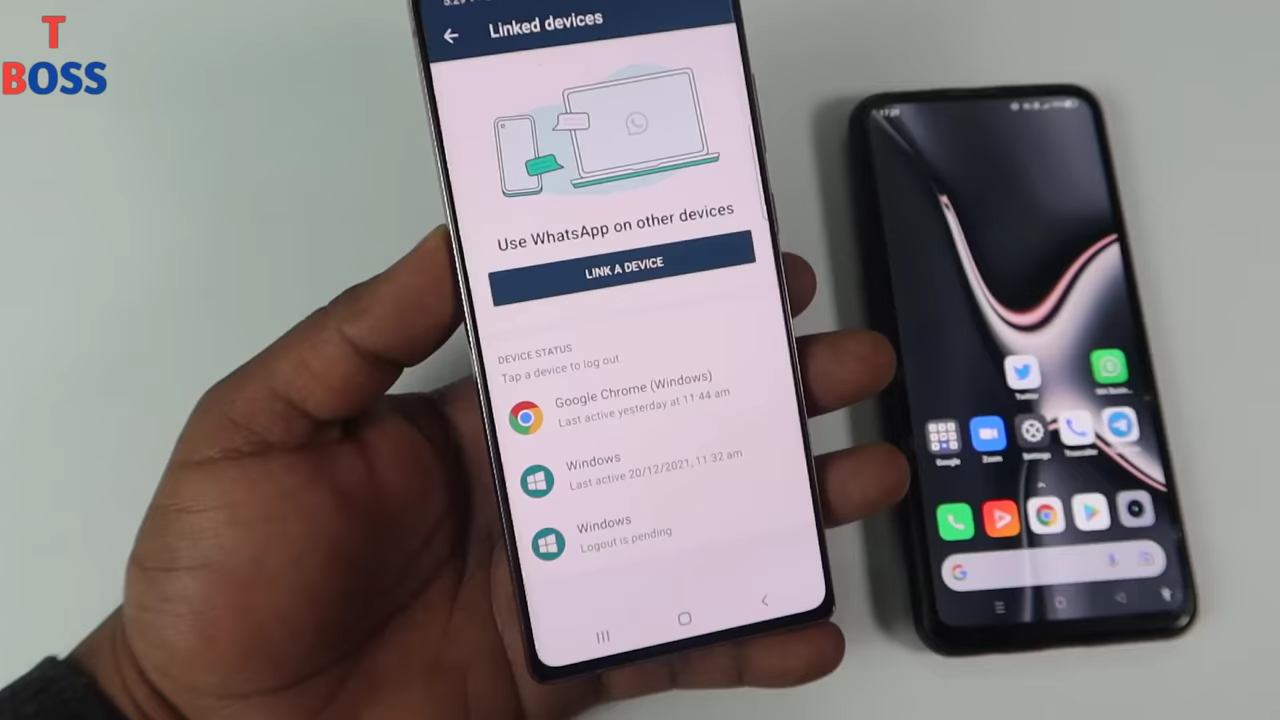 T
BOSS
Linked devices
Use WhatsApp on other devices
LINK A DEVICE
DEVICE STATUS
Tap a device to log out.
Google Chrome (Windows)
Last active yesterday at 11:44 am
Windows
Last active 20/12/2021, 11:32 am
Windows
Logout is pending
Twitter
Google
Zoom
Settings